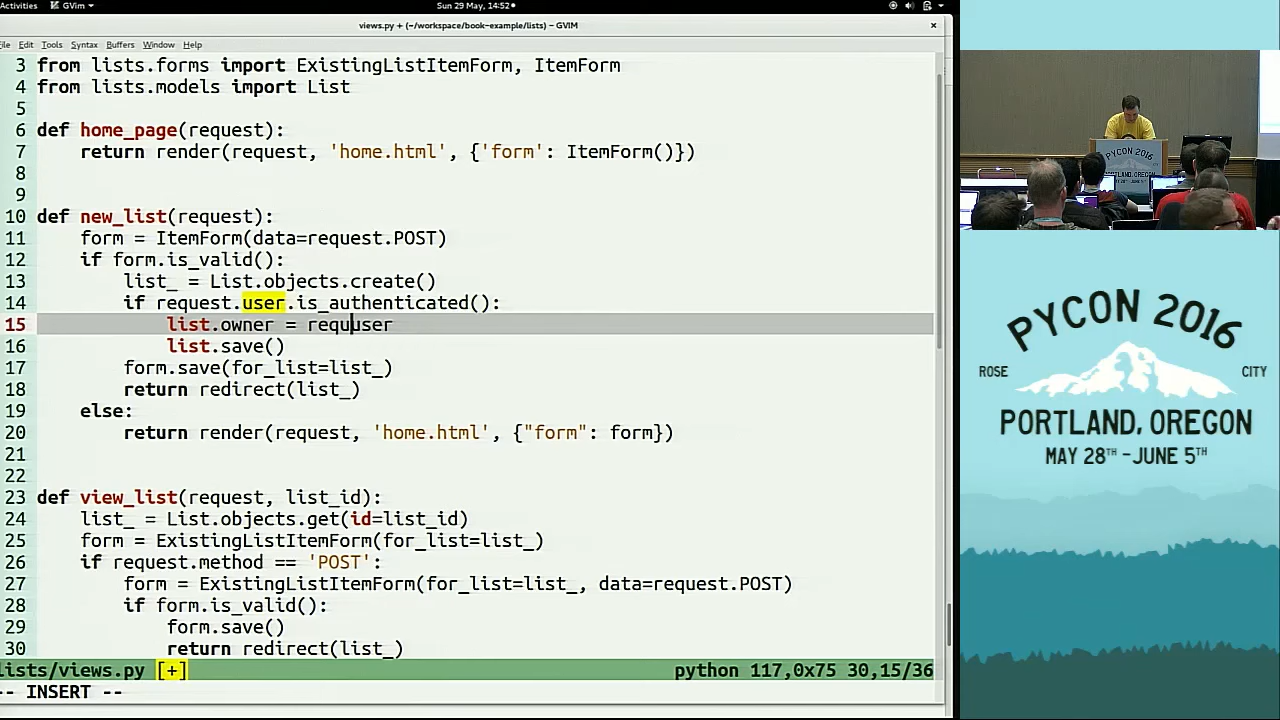 Activities GVim Sun 29 May, 14:52
views.py + (~/workspace/book-example/lists) – GVIM
File Edit Tools Syntax Buffers Window Help
3 from lists.forms import ExistingListItemForm, ItemForm
4 from lists.models import List
5
6 def home_page(request):
7 return render(request, 'home.html', {'form': ItemForm()})
8
9
10 def new_list(request):
11 form = ItemForm(data=request.POST)
12 if form.is_valid():
13 list_ = List.objects.create()
14 if request.user.is_authenticated():
15 list.owner = requuser
16 list.save()
17 form.save(for_list=list_)
18 return redirect(list_)
19 else:
20 return render(request, 'home.html', {"form": form})
21
22
23 def view_list(request, list_id):
24 list_ = List.objects.get(id=list_id)
25 form = ExistingListItemForm(for_list=list_)
26 if request.method == 'POST':
27 form = ExistingListItemForm(for_list=list_, data=request.POST)
28 if form.is_valid():
29 form.save()
30 return redirect(list_)
lists/views.py [+] python 117,0x75 30,15/36
-- INSERT --
PYCON 2016
PORTLAND, OREGON
PYCON 2016
ROSE CITY
PORTLAND, OREGON
MAY 28TH - JUNE 5TH